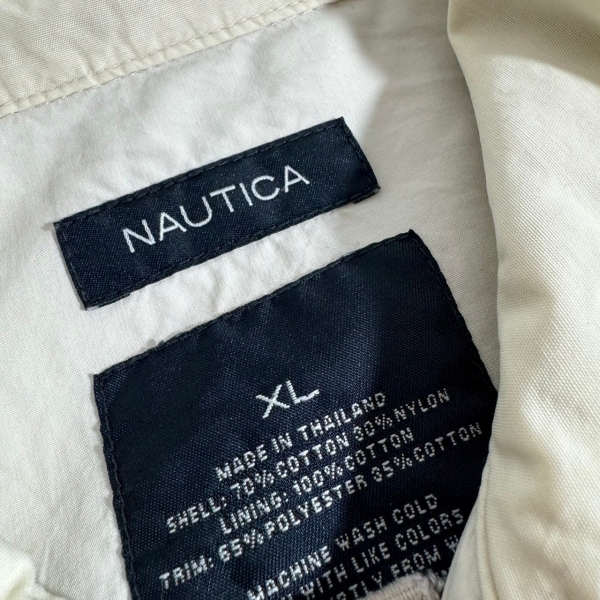 NAUTICA
XL
MADE IN THAILAND
SHELL: 70%COTTON 30%NYLON
LINING: 100%COTTON
TRIM: 65%POLYESTER 35%COTTON
MACHINE WASH COLD
WITH LIKE COLORS
FROM